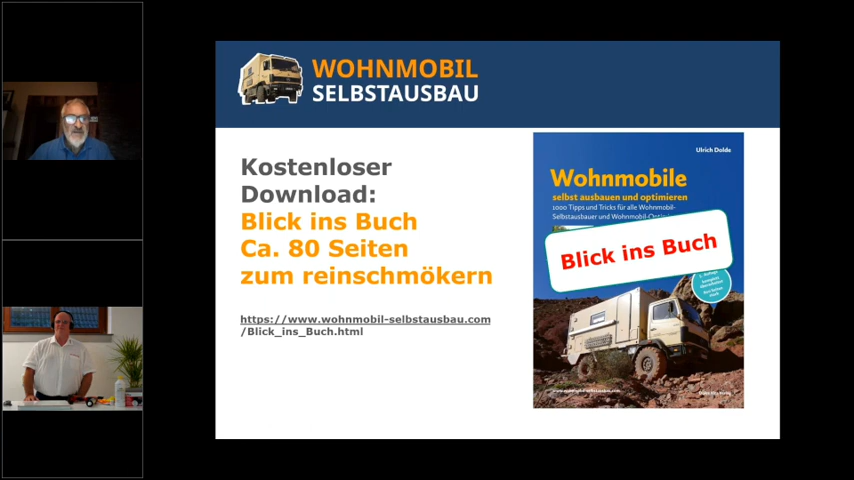 WOHNMOBIL
SELBSTAUSBAU
Kostenloser
Download:
Blick ins Buch
Ca. 80 Seiten
zum reinschmökern
https://www.wohnmobil-selbstausbau.com
/Blick_ins_Buch.html
Ulrich Dolde
Wohnmobile
selbst ausbauen und optimieren
1000 Tipps und Tricks für alle Wohnmobil-
Selbstausbauer und
Blick ins Buch